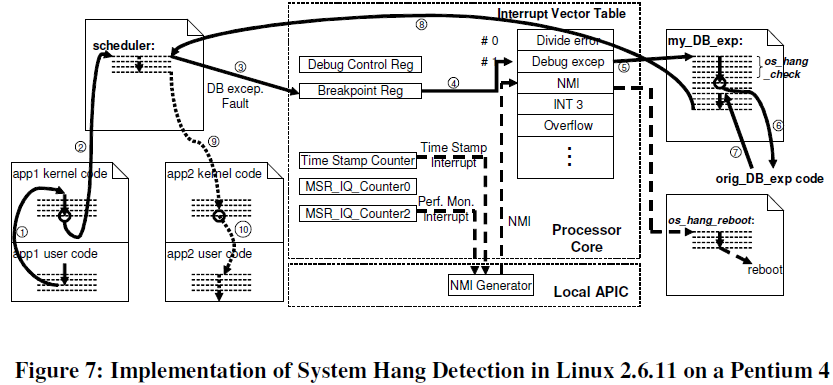 ⑧
Interrupt Vector Table
scheduler:
③
DB excep.
Fault
Debug Control Reg
Breakpoint Reg
④
# 0
# 1
Divide error
Debug excep
NMI
INT 3
Overflow
⑤
my_DB_exp:
os_hang
_check
⑥
⑦
orig_DB_exp code
②
⑨
app1 kernel code
①
app1 user code
app2 kernel code
⑩
app2 user code
Time Stamp Counter
MSR_IQ_Counter0
MSR_IQ_Counter2
Time Stamp
Interrupt
Perf. Mon.
Interrupt
NMI
Processor
Core
NMI Generator
Local APIC
os_hang_reboot:
reboot
Figure 7: Implementation of System Hang Detection in Linux 2.6.11 on a Pentium 4